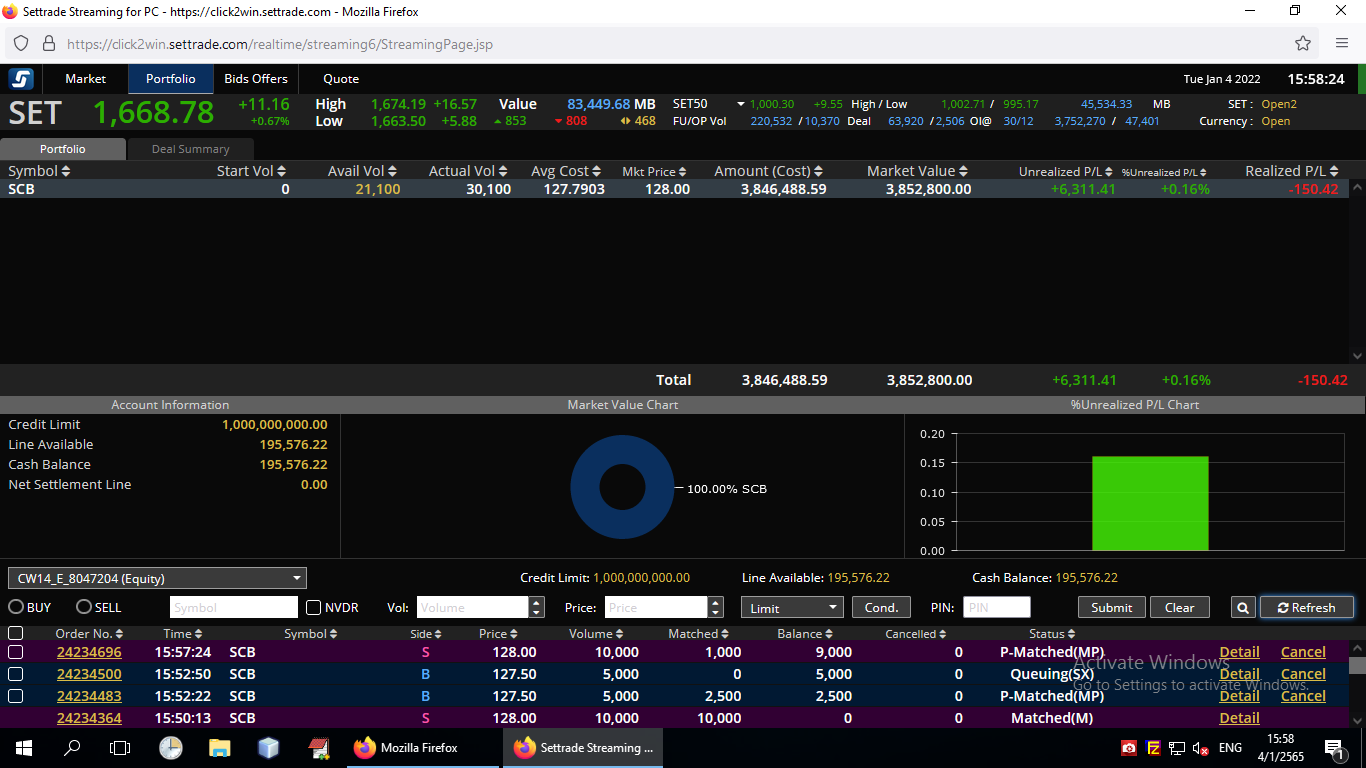 Settrade Streaming for PC - https://click2win.settrade.com - Mozilla Firefox
https://click2win.settrade.com/realtime/streaming6/StreamingPage.jsp
Market Portfolio Bids Offers Quote Tue Jan 4 2022 15:58:24
SET 1,668.78 +11.16 +0.67%
High 1,674.19 +16.57 Value 83,449.68 MB SET50 1,000.30 +9.55 High / Low 1,002.71 / 995.17 45,534.33 MB SET : Open2
Low 1,663.50 +5.88 853 808 468 FU/OP Vol 220,532 / 10,370 Deal 63,920 / 2,506 OI@ 30/12 3,752,270 / 47,401 Currency : Open
Portfolio Deal Summary
Symbol Start Vol Avail Vol Actual Vol Avg Cost Mkt Price Amount (Cost) Market Value Unrealized P/L %Unrealized P/L Realized P/L
SCB 0 21,100 30,100 127.7903 128.00 3,846,488.59 3,852,800.00 +6,311.41 +0.16% -150.42
Total 3,846,488.59 3,852,800.00 +6,311.41 +0.16% -150.42
Account Information Market Value Chart %Unrealized P/L Chart
Credit Limit 1,000,000,000.00
Line Available 195,576.22
Cash Balance 195,576.22
Net Settlement Line 0.00
100.00% SCB
0.20
0.15
0.10
0.05
0.00
CW14_E_8047204 (Equity) Credit Limit: 1,000,000,000.00 Line Available: 195,576.22 Cash Balance: 195,576.22
BUY SELL Symbol NVDR Vol: Volume Price: Price Limit Cond. PIN: PIN Submit Clear Refresh
Order No. Time Symbol Side Price Volume Matched Balance Cancelled Status
24234696 15:57:24 SCB S 128.00 10,000 1,000 9,000 0 P-Matched(MP) Detail Cancel
24234500 15:52:50 SCB B 127.50 5,000 0 5,000 0 Queuing(SX) Detail Cancel
24234483 15:52:22 SCB B 127.50 5,000 2,500 2,500 0 P-Matched(MP) Detail Cancel
24234364 15:50:13 SCB S 128.00 10,000 10,000 0 0 Matched(M) Detail
Activate Windows
Go to Settings to activate Windows.
Mozilla Firefox Settrade Streaming ... ENG 15:58
4/1/2565 1